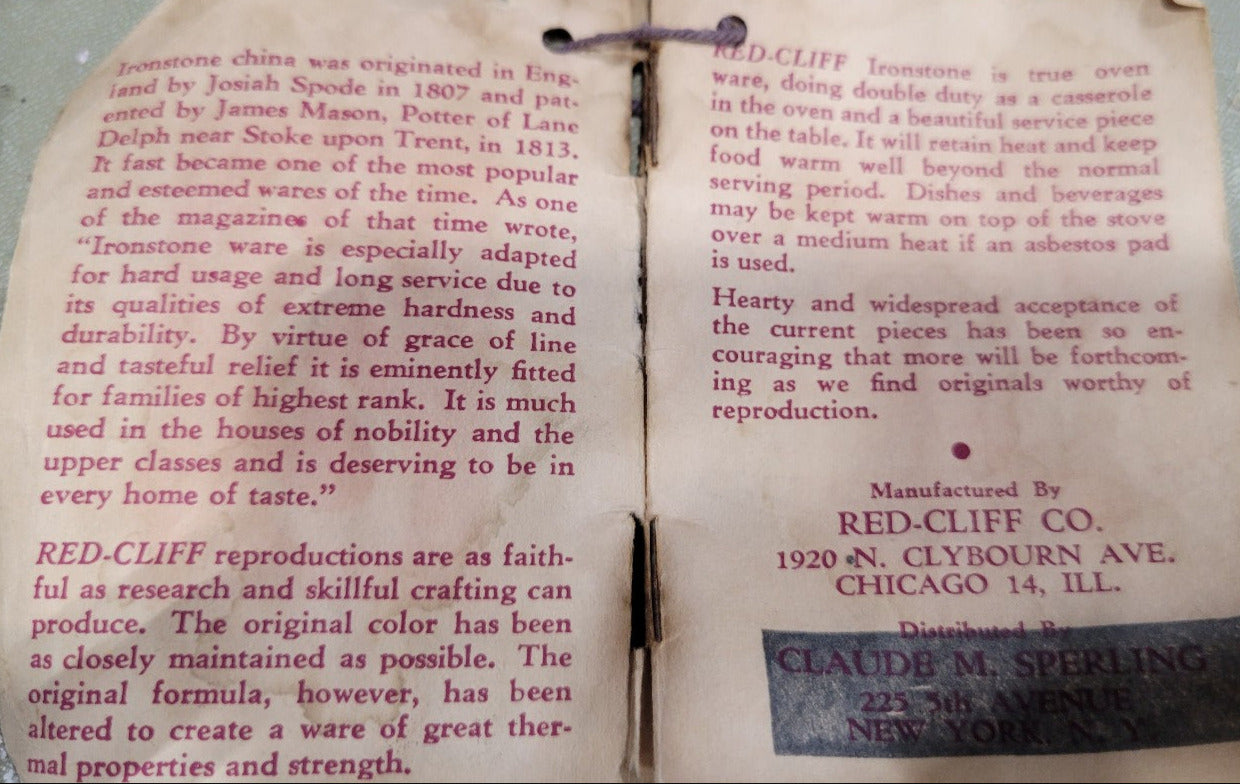 Ironstone china was originated in Eng-
land by Josiah Spode in 1807 and pat-
ented by James Mason, Potter of Lane
Delph near Stoke upon Trent, in 1813.
It fast became one of the most popular
and esteemed wares of the time. As one
of the magazines of that time wrote,
“Ironstone ware is especially adapted
for hard usage and long service due to
its qualities of extreme hardness and
durability. By virtue of grace of line
and tasteful relief it is eminently fitted
for families of highest rank. It is much
used in the houses of nobility and the
upper classes and is deserving to be in
every home of taste.”
RED-CLIFF reproductions are as faith-
ful as research and skillful crafting can
produce. The original color has been
as closely maintained as possible. The
original formula, however, has been
altered to create a ware of great ther-
mal properties and strength.
RED-CLIFF Ironstone is true oven
ware, doing double duty as a casserole
in the oven and a beautiful service piece
on the table. It will retain heat and keep
food warm well beyond the normal
serving period. Dishes and beverages
may be kept warm on top of the stove
over a medium heat if an asbestos pad
is used.
Hearty and widespread acceptance of
the current pieces has been so en-
couraging that more will be forthcom-
ing as we find originals worthy of
reproduction.
Manufactured By
RED-CLIFF CO.
1920 N. CLYBOURN AVE.
CHICAGO 14, ILL.
Distributed By
CLAUDE M. SPERLING
225 5th AVENUE
NEW YORK, N. Y.